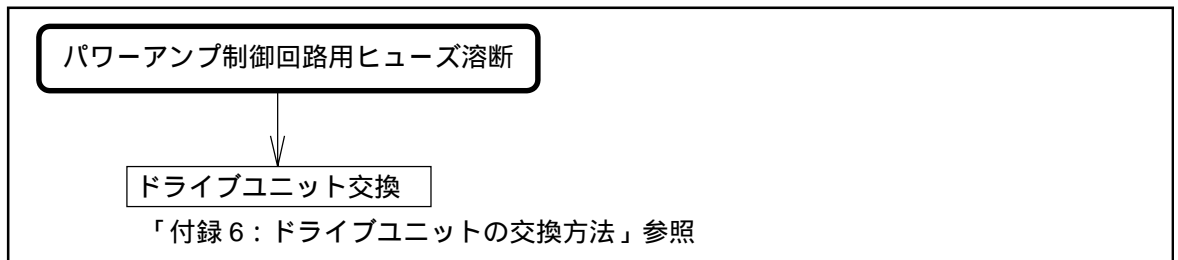 パワーアンプ制御回路用ヒューズ溶断
ドライブユニット交換
「付録6：ドライブユニットの交換方法」参照